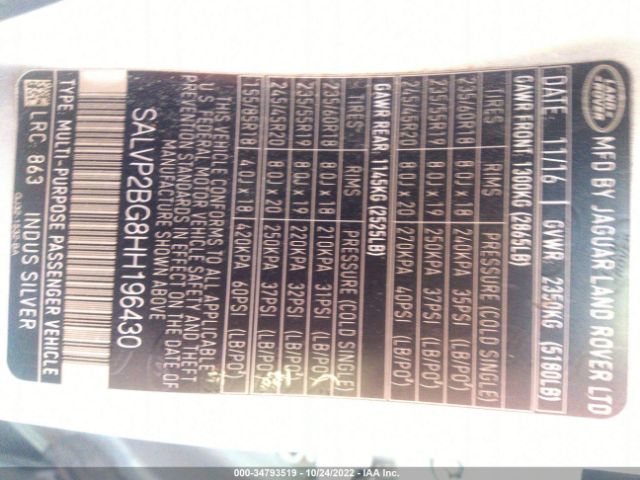 LAND ROVER
MFD BY JAGUAR LAND ROVER LTD
DATE 11/16 GVWR 2350KG (5180LB)
GAWR FRONT 1300KG (2865LB)
TIRES RIMS PRESSURE (COLD SINGLE)
235/60R18 8.0J x 18 240KPA 35PSI (LB/PO²)
235/55R19 8.0J x 19 250KPA 37PSI (LB/PO²)
245/45R20 8.0J x 20 270KPA 40PSI (LB/PO²)
GAWR REAR 1145KG (2525LB)
TIRES RIMS PRESSURE (COLD SINGLE)
235/60R18 8.0J x 18 210KPA 31PSI (LB/PO²)
235/55R19 8.0J x 19 220KPA 32PSI (LB/PO²)
245/45R20 8.0J x 20 250KPA 37PSI (LB/PO²)
155/85R18 4.0J x 18 420KPA 60PSI (LB/PO²)
THIS VEHICLE CONFORMS TO ALL APPLICABLE
U.S FEDERAL MOTOR VEHICLE SAFETY AND THEFT
PREVENTION STANDARDS IN EFFECT ON THE DATE OF
MANUFACTURE SHOWN ABOVE
SALVP2BG8HH196430
TYPE: MULTI-PURPOSE PASSENGER VEHICLE
LRC: 863 INDUS SILVER
000-34793519 - 10/24/2022 - IAA Inc.